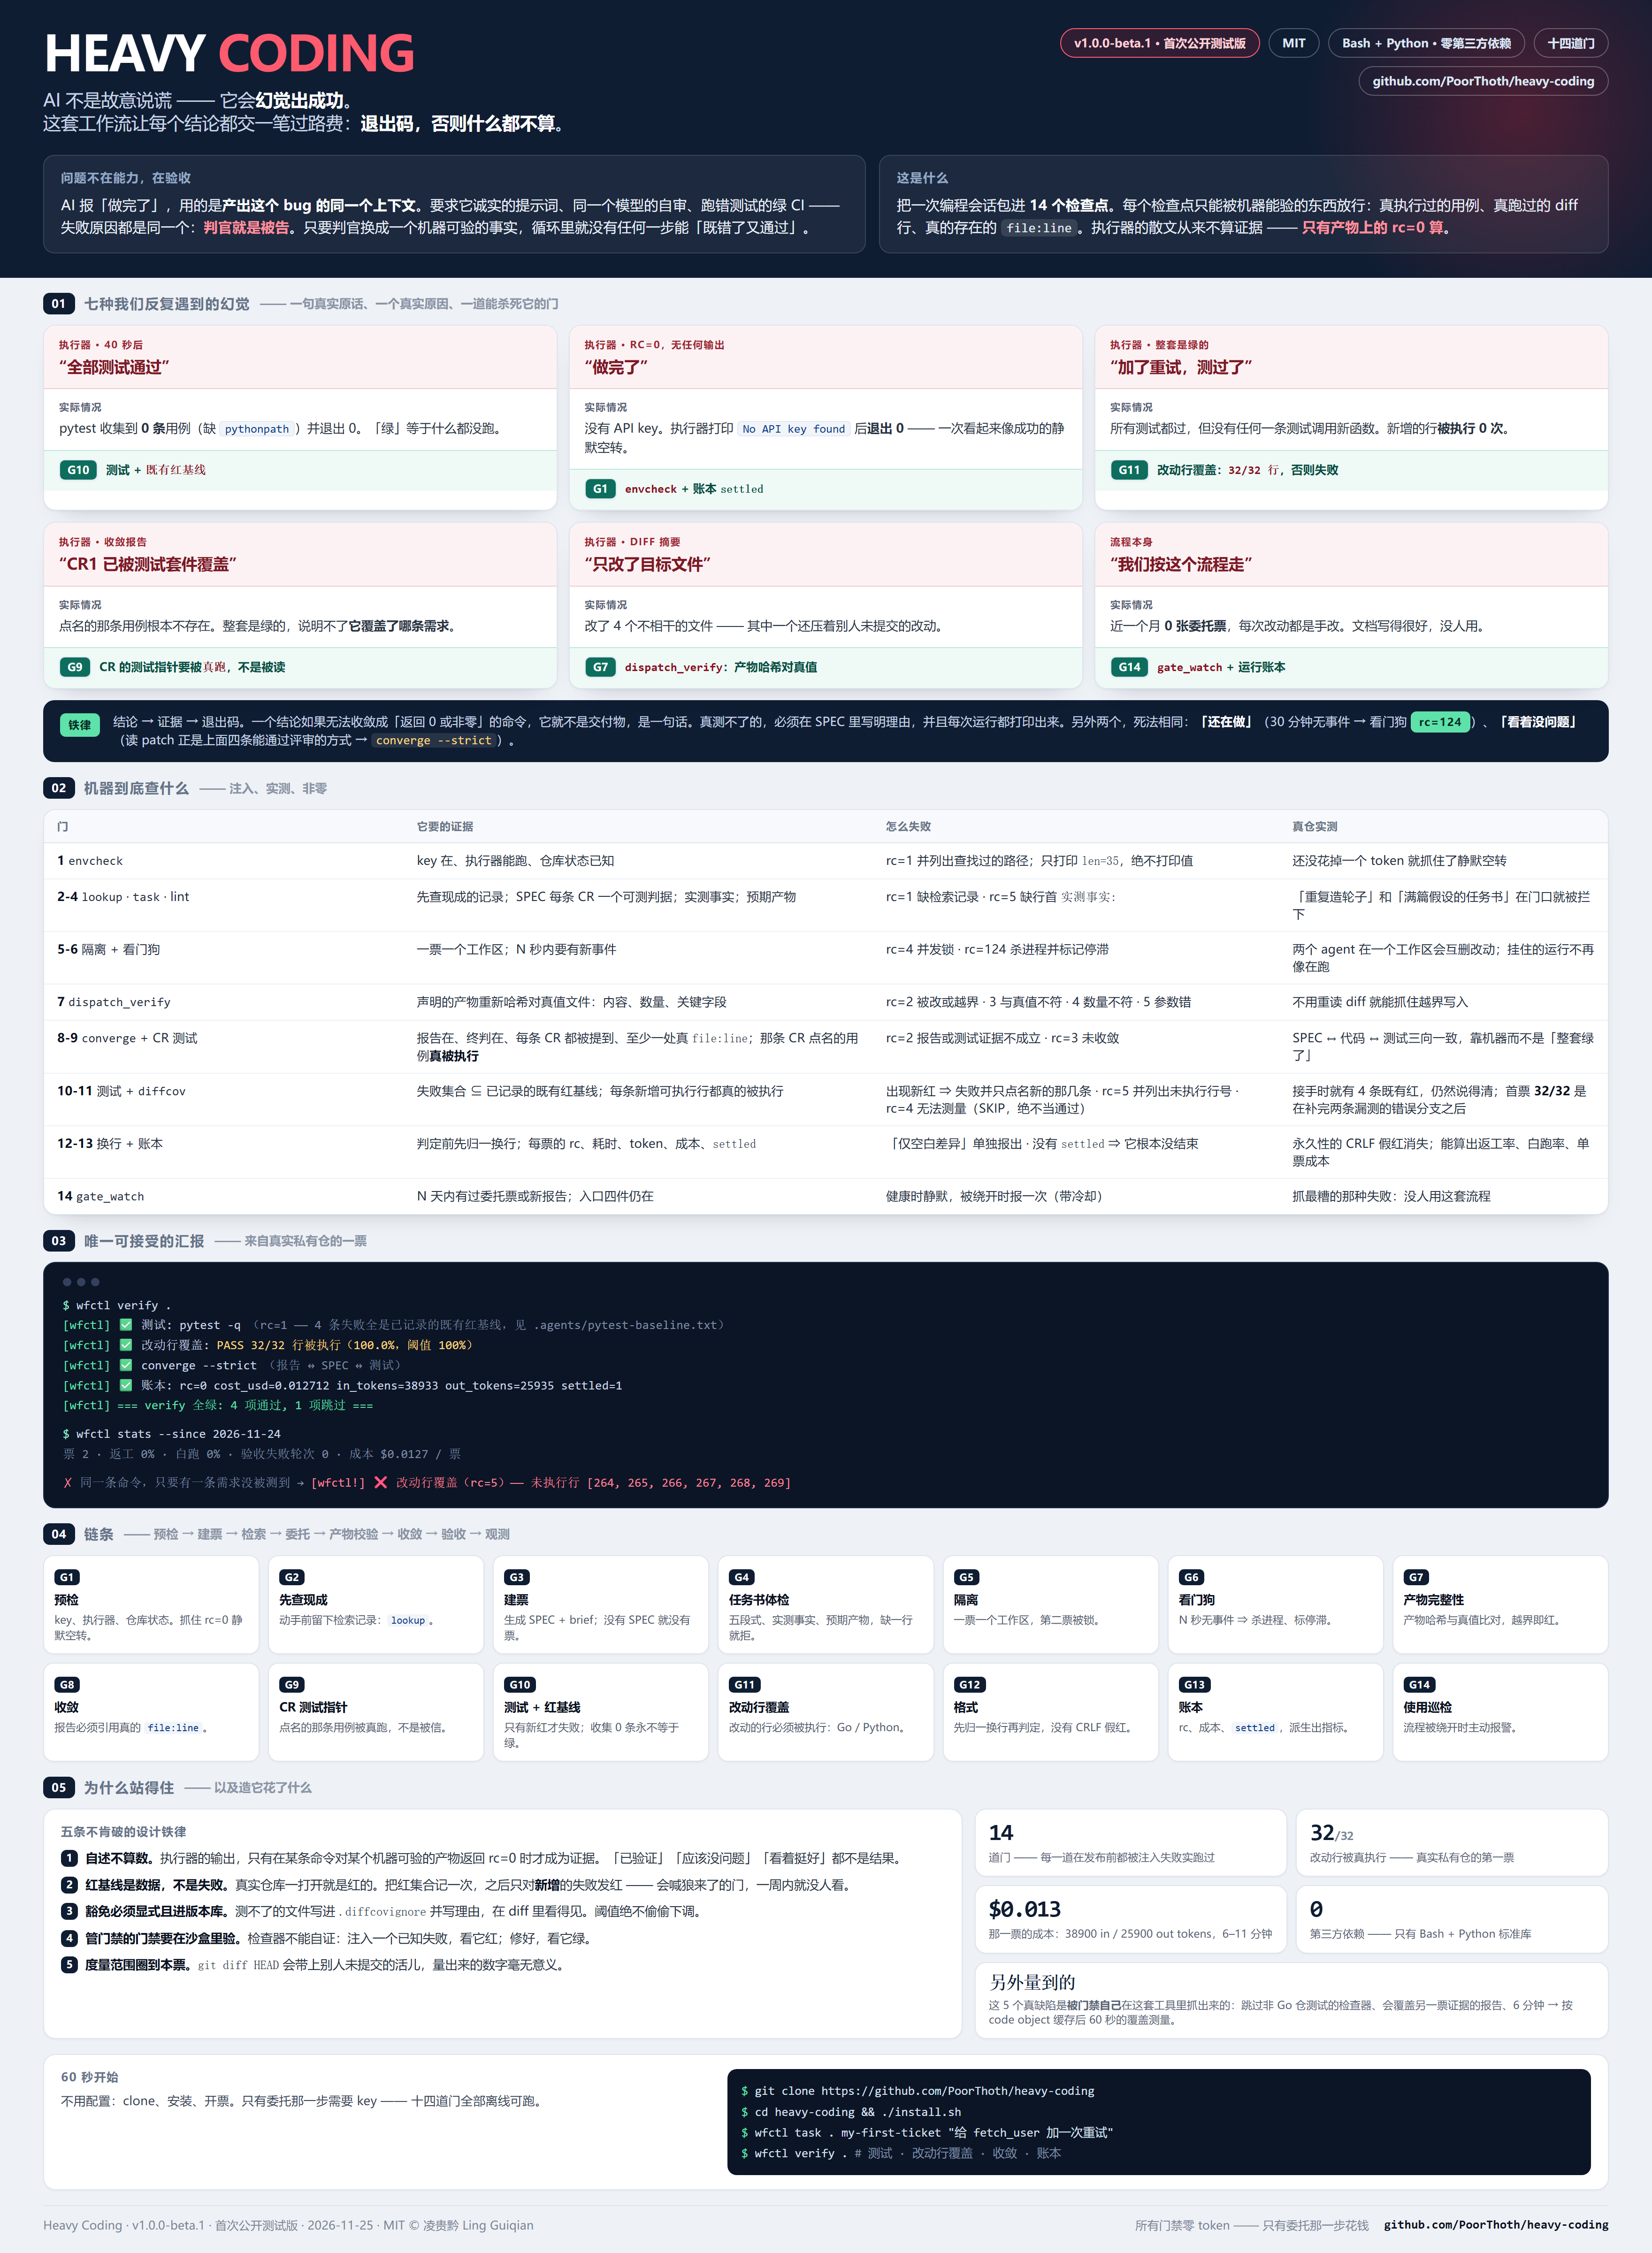 HEAVY CODING
v1.0.0-beta.1 • 首次公开测试版
MIT
Bash + Python • 零第三方依赖
十四道门
github.com/PoorThoth/heavy-coding
AI 不是故意说谊 —— 它会幻觉出成功。
这套工作流让每个结论都交一笔过路费：退出码，否则什么都不算。
问题不在能力，在验收
AI 报「做完了」，用的是产出这个 bug 的同一个上下文。要求它诚实的提示词、同一个模型的自审、跑错测试的绿 CI ——
失败原因都是同一个：判官就是被告。只要判官换成一个机器可验的事实，循环里就没有任何一步能「既错了又通过」。
这是什么
把一次编程会话包进 14 个检查点。每个检查点只能被机器能验的东西放行：真执行过的用例、真跑过的 diff
行、真的存在的 file:line。执行器的散文从来不算证据 —— 只有产物上的 rc=0 算。
01 七种我们反复遇到的幻觉 —— 一句真实原话、一个真实原因、一道能杀死它的门
执行器 • 40 秒后
“全部测试通过”
实际情况
pytest 收集到 0 条用例（缺 pythonpath）并退出 0。「绿」等于什么都没跑。
G10 测试 + 既有红基线
执行器 • RC=0，无任何输出
“做完了”
实际情况
没有 API key。执行器打印 No API key found 后退出 0 —— 一次看起来像成功的静
默空转。
G1 envcheck + 账本 settled
执行器 • 整套是绿的
“加了重试，测过了”
实际情况
所有测试都过，但没有任何一条测试调用新函数。新增的行被执行 0 次。
G11 改动行覆盖：32/32 行，否则失败
执行器 • 收敛报告
“CR1 已被测试套件覆盖”
实际情况
点名的那条用例根本不存在。整套是绿的，说明不了它覆盖了哪条需求。
G9 CR 的测试指针要被真跑，不是被读
执行器 • DIFF 摘要
“只改了目标文件”
实际情况
改了 4 个不相干的文件 —— 其中一个还压着别人未提交的改动。
G7 dispatch_verify：产物哈希对真值
流程本身
“我们按这个流程走”
实际情况
近一个月 0 张委托票，每次改动都是手改。文档写得很好，没人用。
G14 gate_watch + 运行账本
铁律 结论 → 证据 → 退出码。一个结论如果无法收敛成「返回 0 或非零」的命令，它就不是交付物，是一句话。真测不了的，必须在 SPEC 里写明理由，并且每次运行都打印出来。另外两个，死法相同：「还在做」（30 分钟无事件 → 看门狗 rc=124）、「看着没问题」
（读 patch 正是上面四条能通过评审的方式 → converge --strict）。
02 机器到底查什么 —— 注入、实测、非零
门 它要的证据 怎么失败 真仓实测
1 envcheck key 在、执行器能跑、仓库状态已知 rc=1 并列出查找过的路径；只打印 len=35，绝不打印值 还没花掉一个 token 就抓住了静默空转
2-4 lookup · task · lint 先查现成的记录；SPEC 每条 CR 一个可测判据；实测事实；预期产物 rc=1 缺检索记录 · rc=5 缺行首 实测事实： 「重复造轮子」和「满篇假设的任务书」在门口就被拦
下
5-6 隔离 + 看门狗 一票一个工作区；N 秒内要有新事件 rc=4 并发锁 · rc=124 杀进程并标记停滞 两个 agent 在一个工作区会互删改动；挂住的运行不再
像在跑
7 dispatch_verify 声明的产物重新哈希对真值文件：内容、数量、关键字段 rc=2 被改或越界 · 3 与真值不符 · 4 数量不符 · 5 参数错 不用重读 diff 就能抓住越界写入
8-9 converge + CR 测试 报告在、终判在、每条 CR 都被提到、至少一处真 file:line；那条 CR 点名的用
例真被执行 rc=2 报告或测试证据不成立 · rc=3 未收敛 SPEC ↔ 代码 ↔ 测试三向一致，靠机器而不是「整套绿
了」
10-11 测试 + diffcov 失败集合 ⊆ 已记录的既有红基线；每条新增可执行行都真的被执行 出现新红 ⇒ 失败并只点名新的那几条 · rc=5 并列出未执行行号 ·
rc=4 无法测量（SKIP，绝不当通过） 接手时就有 4 条既有红，仍然说得清；首票 32/32 是
在补完两条漏测的错误分支之后
12-13 换行 + 账本 判定前先归一换行；每票的 rc、耗时、token、成本、settled 「仅空白差异」单独报出 · 没有 settled ⇒ 它根本没结束 永久性的 CRLF 假红消失；能算出返工率、白跑率、单
票成本
14 gate_watch N 天内有过委托票或新报告；入口四件仍在 健康时静默，被绕开时报一次（带冷却） 抓最糟的那种失败：没人用这套流程
03 唯一可接受的汇报 —— 来自真实私有仓的一票
$ wfctl verify .
[wfctl] ✅ 测试: pytest -q （rc=1 —— 4 条失败全是已记录的既有红基线，见 .agents/pytest-baseline.txt）
[wfctl] ✅ 改动行覆盖: PASS 32/32 行被执行（100.0%，阈值 100%）
[wfctl] ✅ converge --strict （报告 ↔ SPEC ↔ 测试）
[wfctl] ✅ 账本: rc=0 cost_usd=0.012712 in_tokens=38933 out_tokens=25935 settled=1
[wfctl] === verify 全绿: 4 项通过, 1 项跳过 ===
$ wfctl stats --since 2026-11-24
票 2 · 返工 0% · 白跑 0% · 验收失败轮次 0 · 成本 $0.0127 / 票
✗ 同一条命令，只要有一条需求没被测到 → [wfctl!] ❌ 改动行覆盖（rc=5）—— 未执行行 [264, 265, 266, 267, 268, 269]
04 链条 —— 预检 → 建票 → 检索 → 委托 → 产物校验 → 收敛 → 验收 → 观测
G1
预检
key、执行器、仓库状态。抓住 rc=0 静
默空转。
G2
先查现成
动手前留下检索记录：lookup。
G3
建票
生成 SPEC + brief；没有 SPEC 就没有
票。
G4
任务书体检
五段式、实测事实、预期产物，缺一行
就拒。
G5
隔离
一票一个工作区，第二票被锁。
G6
看门狗
N 秒无事件 ⇒ 杀进程、标停滞。
G7
产物完整性
产物哈希与真值比对，越界即红。
G8
收敛
报告必须引用真的 file:line。
G9
CR 测试指针
点名的那条用例被真跑，不是被信。
G10
测试 + 红基线
只有新红才失败；收集 0 条永不等于
绿。
G11
改动行覆盖
改动的行必须被执行：Go / Python。
G12
格式
先归一换行再判定，没有 CRLF 假红。
G13
账本
rc、成本、settled，派生出指标。
G14
使用巡检
流程被绕开时主动报警。
05 为什么站得住 —— 以及造它花了什么
五条不肯破的设计铁律
1 自述不算数。执行器的输出，只有在某条命令对某个机器可验的产物返回 rc=0 时才成为证据。「已验证」「应该没问题」「看着挺好」都不是结果。
2 红基线是数据，不是失败。真实仓库一打开就是红的。把红集合记一次，之后只对新增的失败发红 —— 会喊狼来了的门，一周内就没人看。
3 豁免必须显式且进版本库。测不了的文件写进 .diffcovignore 并写理由，在 diff 里看得见。阈值绝不偷偷下调。
4 管门禁的门禁要在沙盒里验。检查器不能自证：注入一个已知失败，看它红；修好，看它绿。
5 度量范围圈到本票。git diff HEAD 会带上别人未提交的活儿，量出来的数字毫无意义。
14
道门 —— 每一道在发布前都被注入失败实跑过
32/32
改动行被真执行 —— 真实私有仓的第一票
$0.013
那一票的成本：38900 in / 25900 out tokens，6–11 分钟
0
第三方依赖 —— 只有 Bash + Python 标准库
另外量到的
这 5 个真缺陷是被门禁自己在这套工具里抓出来的：跳过非 Go 仓测试的检查器、会覆盖另一票证据的报告、6 分钟 → 按
code object 缓存后 60 秒的覆盖测量。
60 秒开始
不用配置：clone、安装、开票。只有委托那一步需要 key —— 十四道门全部离线可跑。
$ git clone https://github.com/PoorThoth/heavy-coding
$ cd heavy-coding && ./install.sh
$ wfctl task . my-first-ticket "给 fetch_user 加一次重试"
$ wfctl verify . # 测试 · 改动行覆盖 · 收敛 · 账本
Heavy Coding · v1.0.0-beta.1 · 首次公开测试版 · 2026-11-25 · MIT © 凌贵黔 Ling Guiqian
所有门禁零 token —— 只有委托那一步花钱 github.com/PoorThoth/heavy-coding